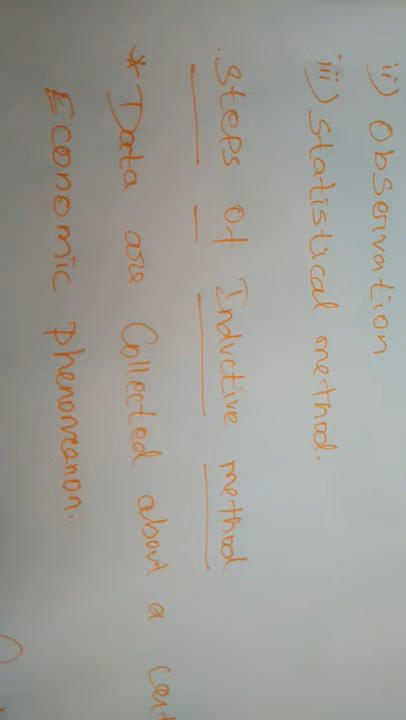 ii) Observation
iii) Statistical method.
Steps of Inductive method
* Data are Collected about a
Economic Phenomenon.